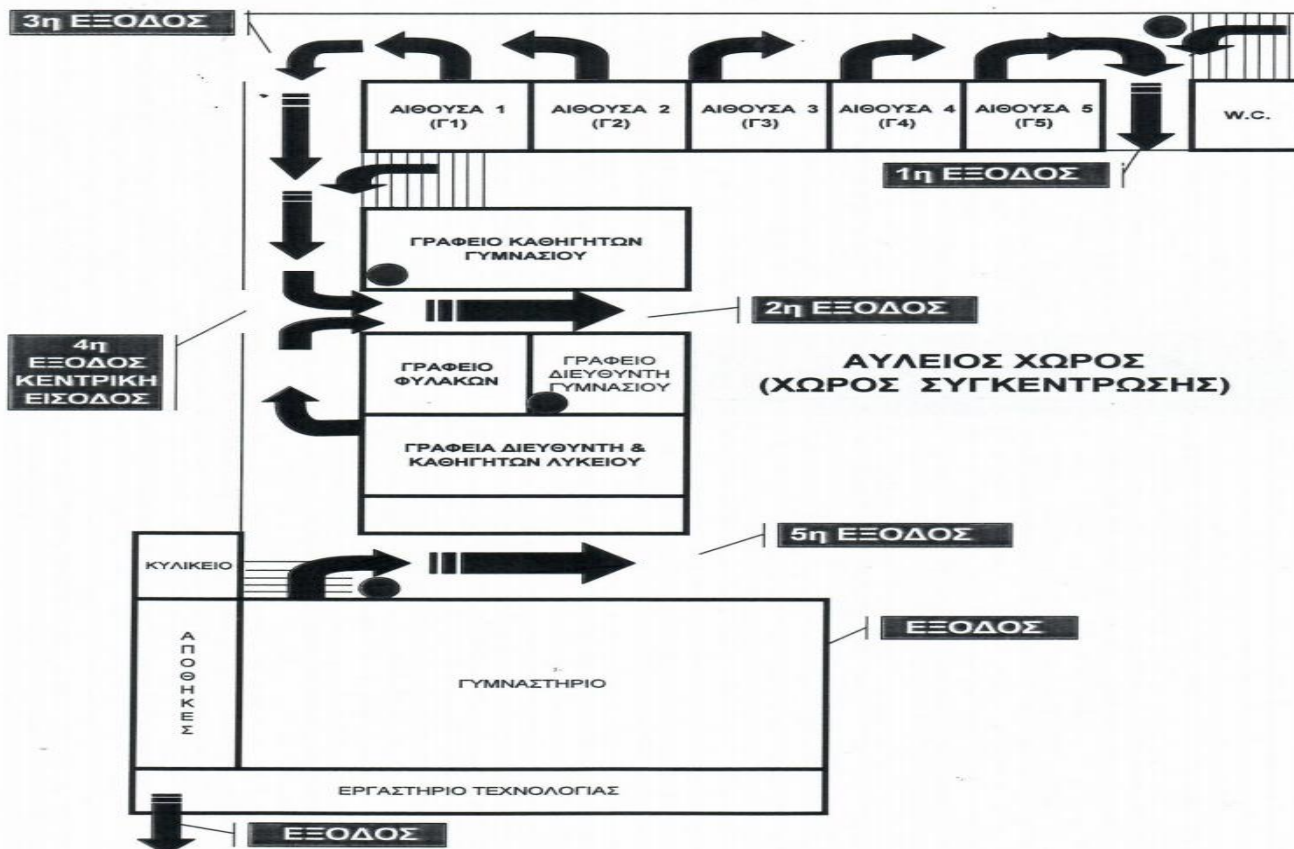 3η ΕΞΟΔΟΣ
ΑΙΘΟΥΣΑ 1
(Γ1)
ΑΙΘΟΥΣΑ 2
(Γ2)
ΑΙΘΟΥΣΑ 3
(Γ3)
ΑΙΘΟΥΣΑ 4
(Γ4)
ΑΙΘΟΥΣΑ 5
(Γ5)
W.C.
1η ΕΞΟΔΟΣ
ΓΡΑΦΕΙΟ ΚΑΘΗΓΗΤΩΝ
ΓΥΜΝΑΣΙΟΥ
2η ΕΞΟΔΟΣ
4η
ΕΞΟΔΟΣ
ΚΕΝΤΡΙΚΗ
ΕΙΣΟΔΟΣ
ΓΡΑΦΕΙΟ
ΦΥΛΑΚΩΝ
ΓΡΑΦΕΙΟ
ΔΙΕΥΘΥΝΤΗ
ΓΥΜΝΑΣΙΟΥ
ΑΥΛΕΙΟΣ ΧΩΡΟΣ
(ΧΩΡΟΣ ΣΥΓΚΕΝΤΡΩΣΗΣ)
ΓΡΑΦΕΙΑ ΔΙΕΥΘΥΝΤΗ &
ΚΑΘΗΓΗΤΩΝ ΛΥΚΕΙΟΥ
5η ΕΞΟΔΟΣ
ΚΥΛΙΚΕΙΟ
ΕΞΟΔΟΣ
ΑΠΟΘΗΚΕΣ
ΓΥΜΝΑΣΤΗΡΙΟ
ΕΡΓΑΣΤΗΡΙΟ ΤΕΧΝΟΛΟΓΙΑΣ
ΕΞΟΔΟΣ